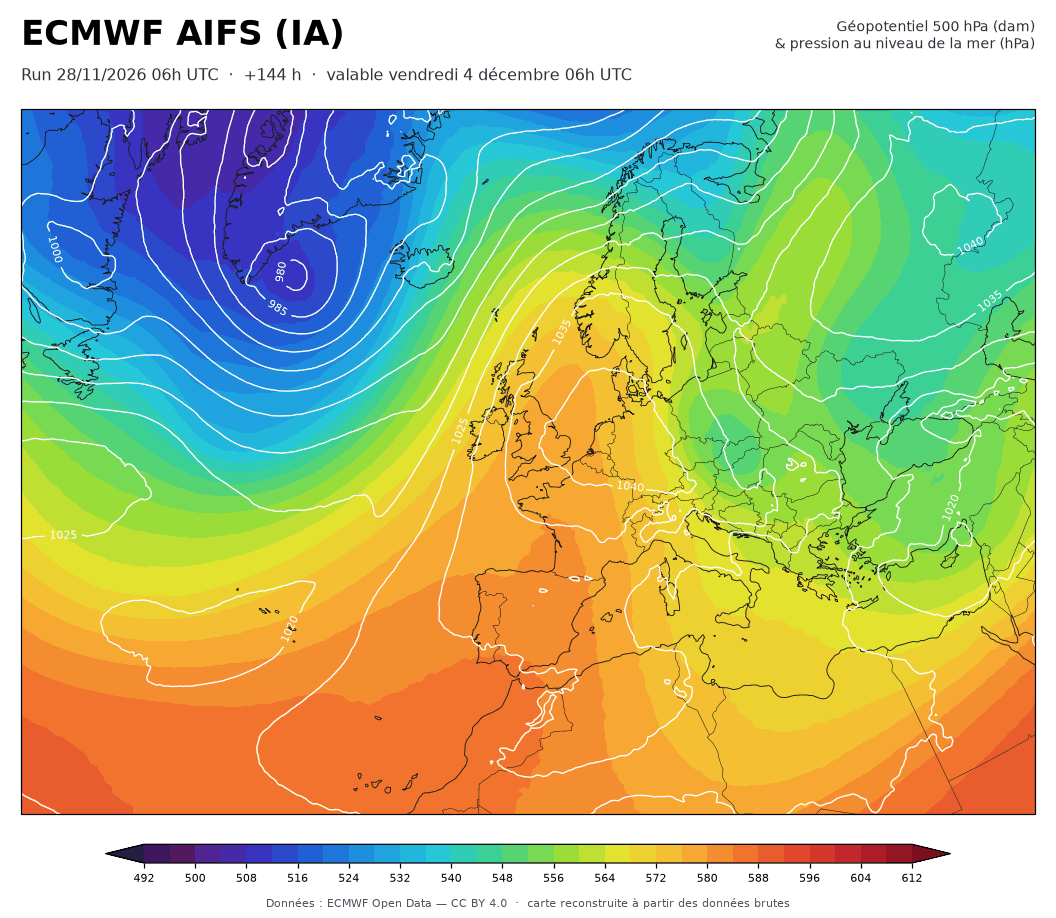 ECMWF AIFS (IA)
Géopotentiel 500 hPa (dam)
& pression au niveau de la mer (hPa)
Run 28/11/2026 06h UTC · +144 h · valable vendredi 4 décembre 06h UTC
1000
980
985
1040
1035
1035
1025
1040
1020
1025
1020
492 500 508 516 524 532 540 548 556 564 572 580 588 596 604 612
Données : ECMWF Open Data — CC BY 4.0 · carte reconstruite à partir des données brutes